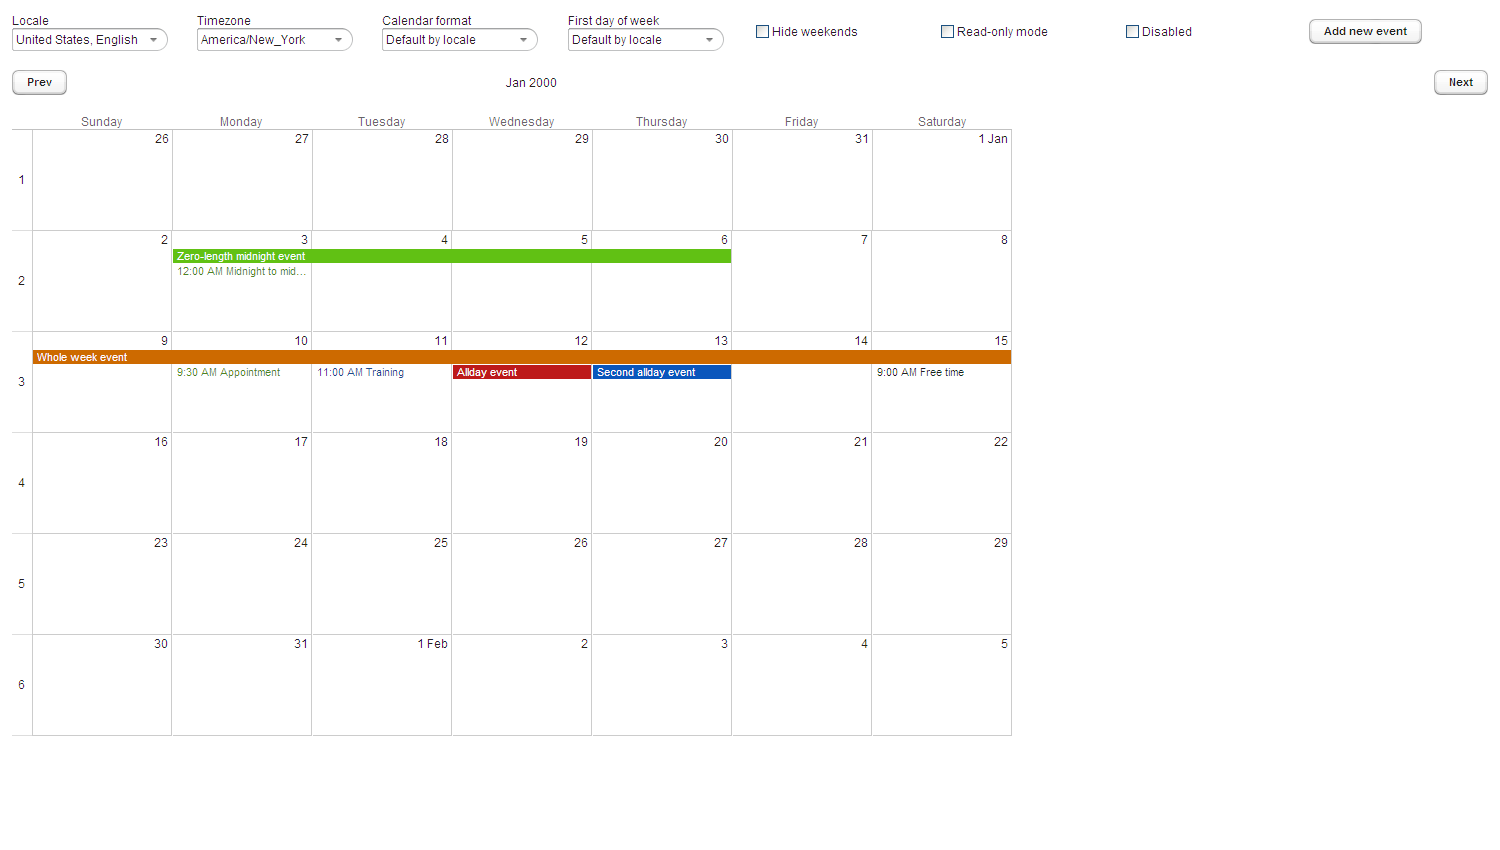 Locale Timezone Calendar format First day of week
United States, English America/New_York Default by locale Default by locale Hide weekends Read-only mode Disabled Add new event
Prev Jan 2000 Next
Sunday Monday Tuesday Wednesday Thursday Friday Saturday
26 27 28 29 30 31 1 Jan
1
2 3 4 5 6 7 8
Zero-length midnight event
12:00 AM Midnight to mid...
2
9 10 11 12 13 14 15
Whole week event
9:30 AM Appointment 11:00 AM Training Allday event Second allday event 9:00 AM Free time
3
16 17 18 19 20 21 22
4
23 24 25 26 27 28 29
5
30 31 1 Feb 2 3 4 5
6